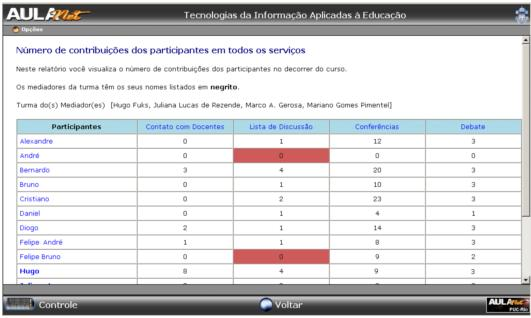 AULANet Tecnologias da Informação Aplicadas à Educação
Opções
Número de contribuições dos participantes em todos os serviços
Neste relatório você visualiza o número de contribuições dos participantes no decorrer do curso.
Os mediadores da turma têm os seus nomes listados em negrito.
Turma do(s) Mediador(es) [Hugo Fuks, Juliana Lucas de Rezende, Marco A. Gerosa, Mariano Gomes Pimentel]
Participantes Contato com Docentes Lista de Discussão Conferências Debate
Alexandre 0 1 12 3
André 0 0 0 0
Bernardo 3 4 20 3
Bruno 0 1 10 3
Cristiano 0 2 23 3
Daniel 0 1 4 1
Diogo 2 1 14 3
Felipe André 1 1 8 3
Felipe Bruno 0 0 9 2
Hugo 8 4 9 3
Controle Voltar AULANet
PUC-Rio